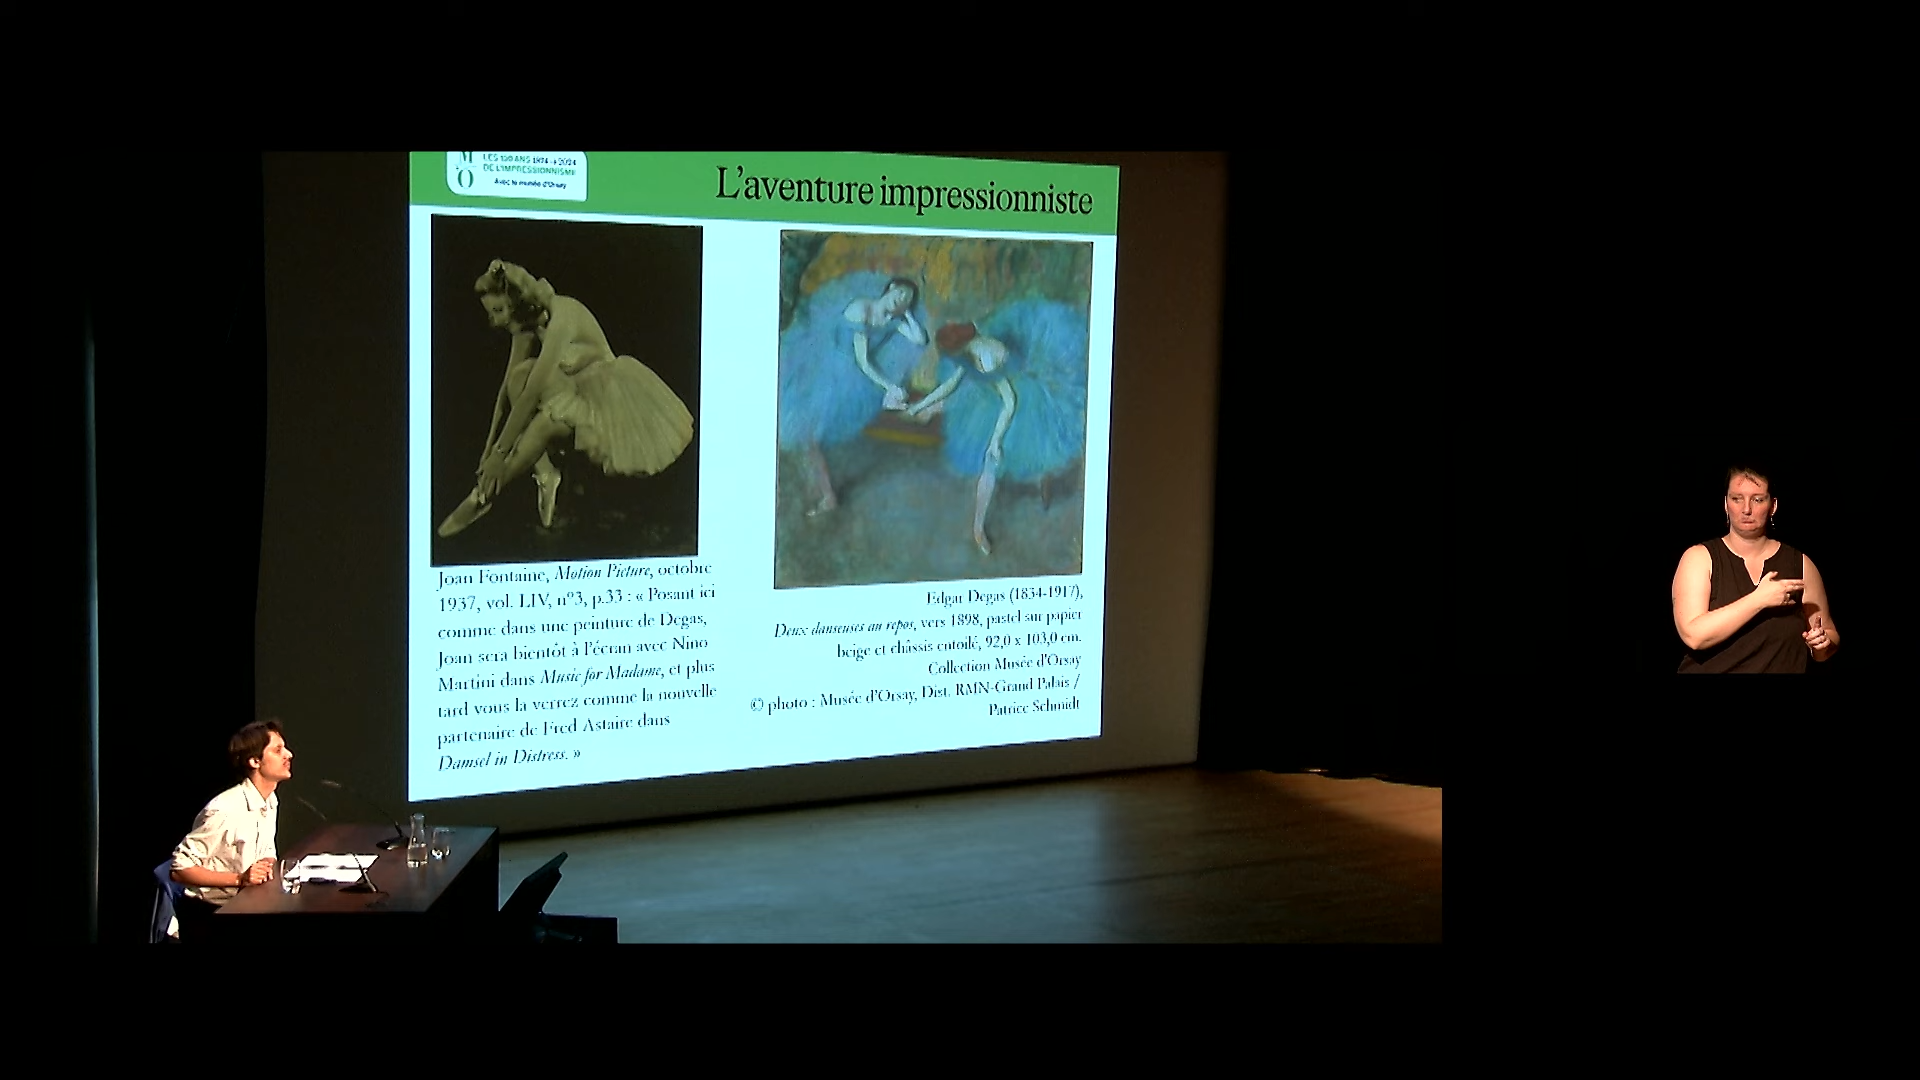 M
O
LES 150 ANS 1874 → 2024
DE L'IMPRESSIONNISME
Avec le musée d'Orsay
L'aventure impressionniste
Joan Fontaine, Motion Picture, octobre
1937, vol. LIV, n°3, p.33 : « Posant ici
comme dans une peinture de Degas,
Joan sera bientôt à l'écran avec Nino
Martini dans Music for Madame, et plus
tard vous la verrez comme la nouvelle
partenaire de Fred Astaire dans
Damsel in Distress. »
Edgar Degas (1834-1917),
Deux danseuses au repos, vers 1898, pastel sur papier
beige et châssis entoilé, 92,0 x 103,0 cm.
Collection Musée d'Orsay
© photo : Musée d'Orsay, Dist. RMN-Grand Palais /
Patrice Schmidt